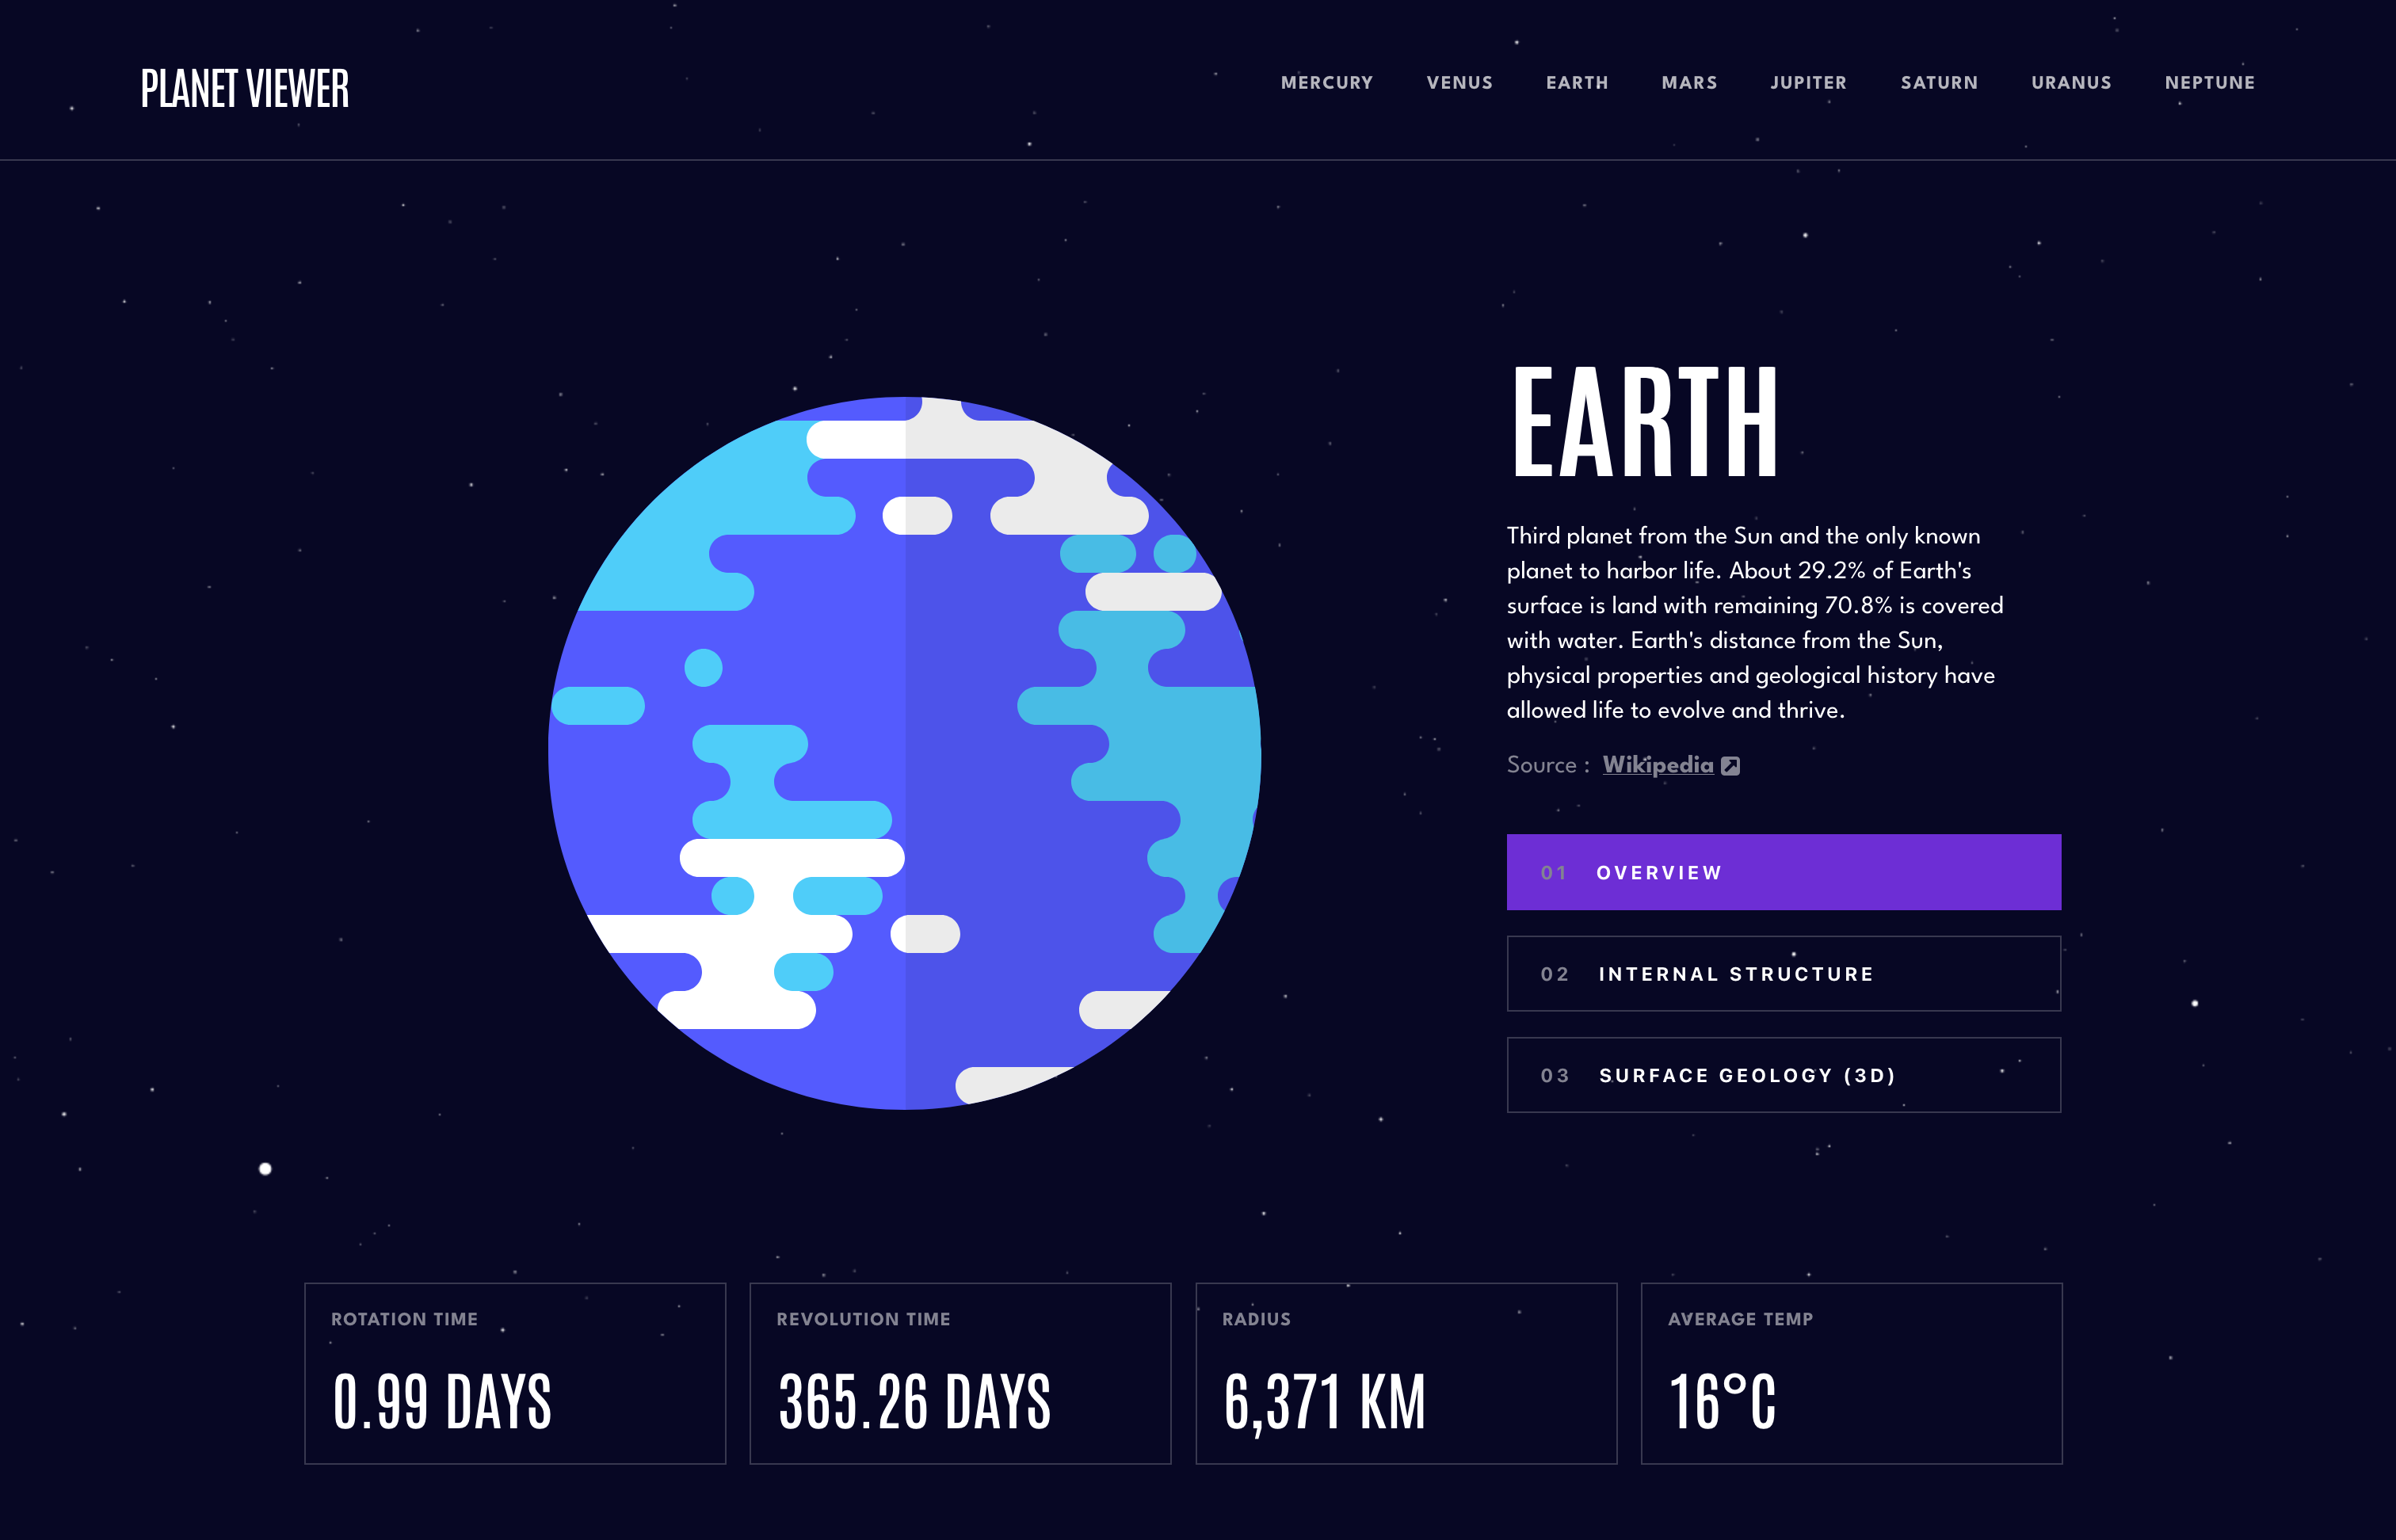 PLANET VIEWER
MERCURY VENUS EARTH MARS JUPITER SATURN URANUS NEPTUNE
EARTH
Third planet from the Sun and the only known
planet to harbor life. About 29.2% of Earth's
surface is land with remaining 70.8% is covered
with water. Earth's distance from the Sun,
physical properties and geological history have
allowed life to evolve and thrive.
Source : Wikipedia
01 OVERVIEW
02 INTERNAL STRUCTURE
03 SURFACE GEOLOGY (3D)
ROTATION TIME
0.99 DAYS
REVOLUTION TIME
365.26 DAYS
RADIUS
6,371 KM
AVERAGE TEMP
16°C